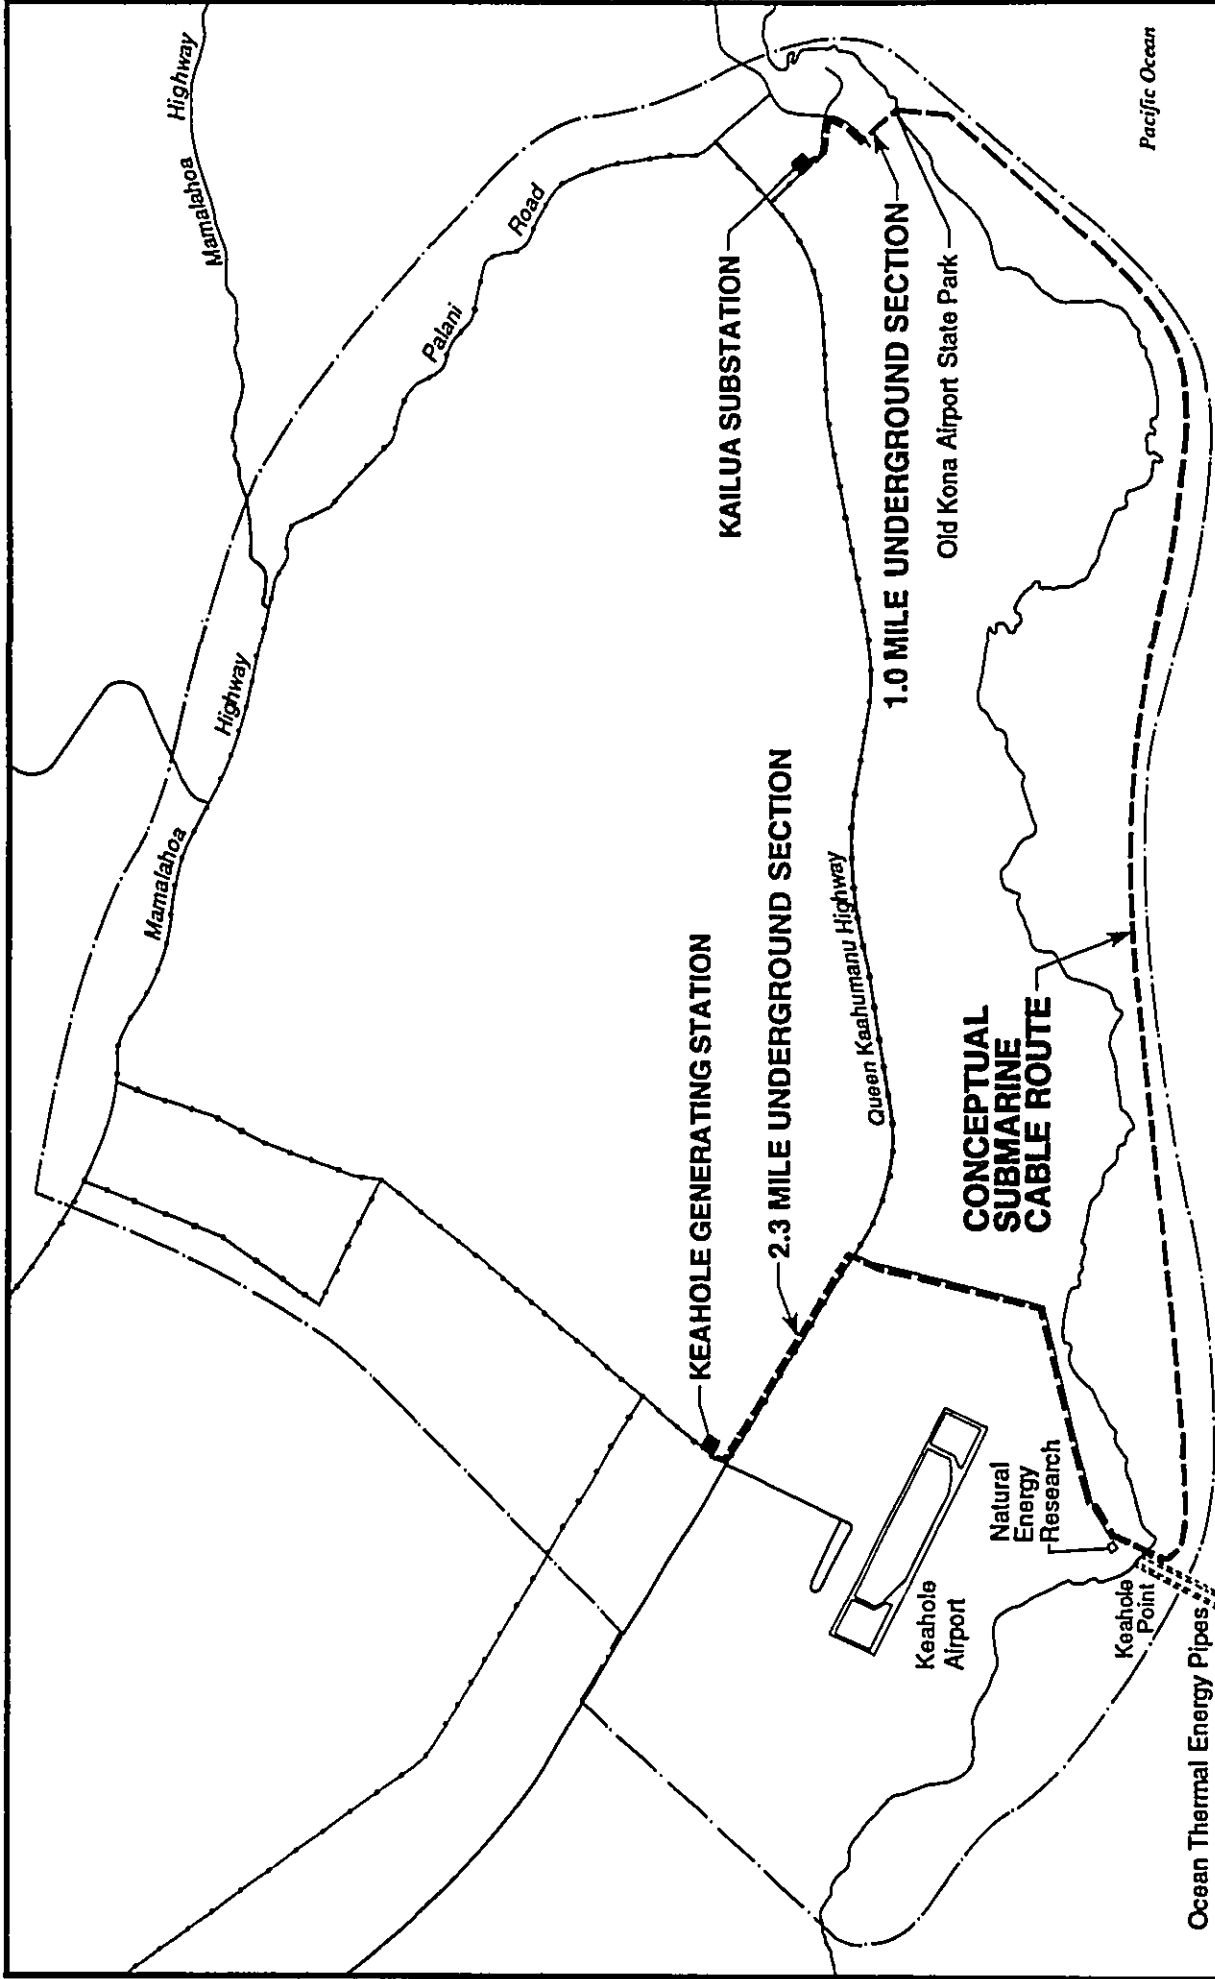 Mamalahoa Highway
Palani Road
Mamalahoa Highway
KAILUA SUBSTATION
1.0 MILE UNDERGROUND SECTION
Old Kona Airport State Park
KEAHOLE GENERATING STATION
2.3 MILE UNDERGROUND SECTION
Queen Kaahumanu Highway
CONCEPTUAL
SUBMARINE
CABLE ROUTE
Keahole
Airport
Natural
Energy
Research
Keahole
Point
Ocean Thermal Energy Pipes
Pacific Ocean